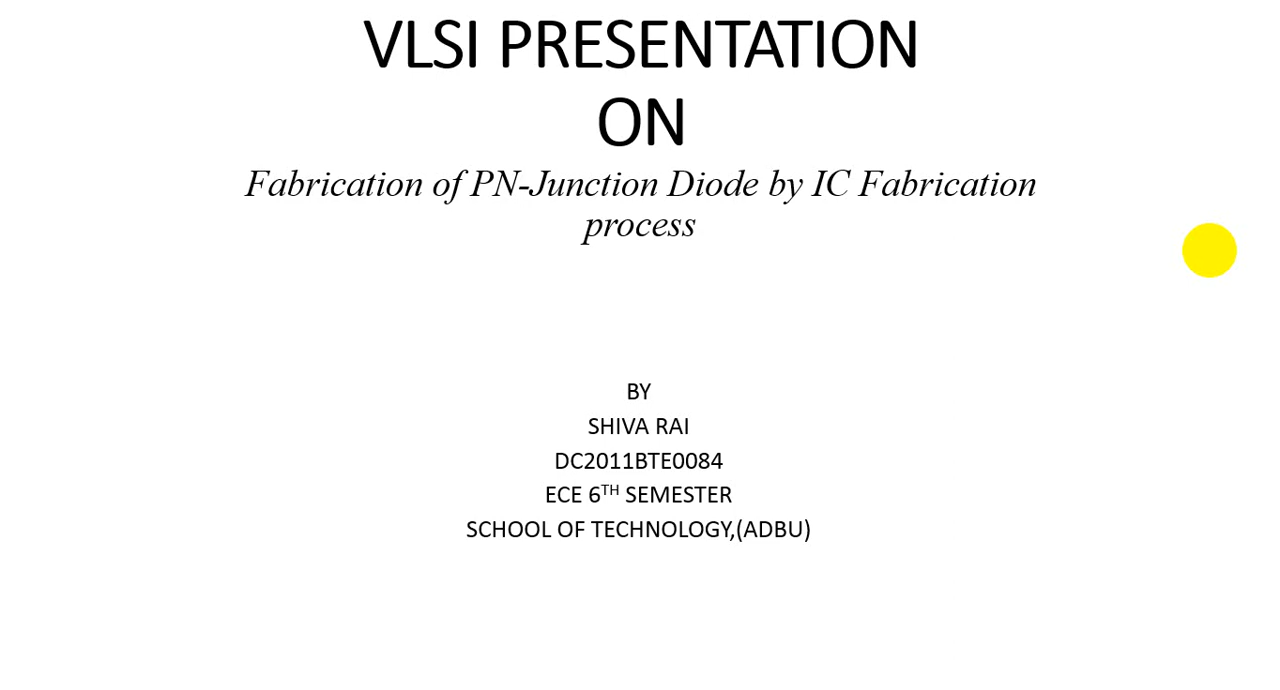 VLSI PRESENTATION
ON
Fabrication of PN-Junction Diode by IC Fabrication
process
BY
SHIVA RAI
DC2011BTE0084
ECE 6TH SEMESTER
SCHOOL OF TECHNOLOGY,(ADBU)